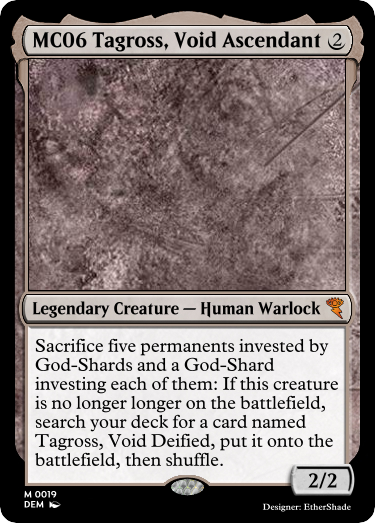 MC06 Tagross, Void Ascendant 2
Legendary Creature — Human Warlock
Sacrifice five permanents invested by
God-Shards and a God-Shard
investing each of them: If this creature
is no longer longer on the battlefield,
search your deck for a card named
Tagross, Void Deified, put it onto the
battlefield, then shuffle.
2/2
M 0019
DEM
Designer: EtherShade